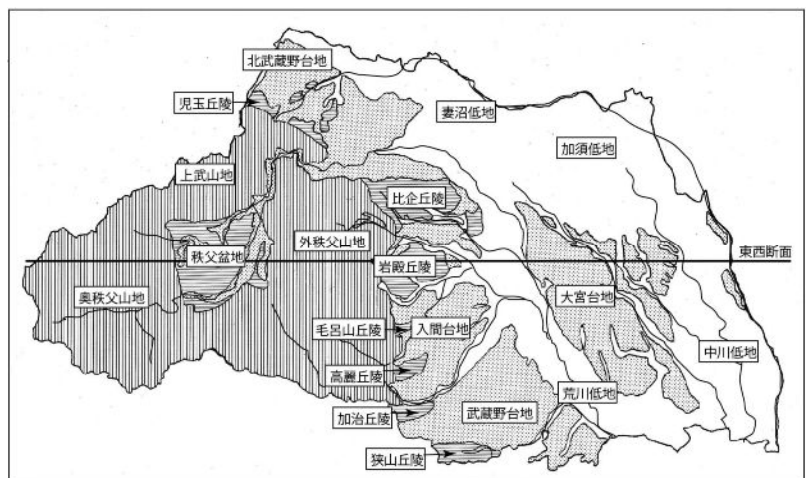 北武蔵野台地
児玉丘陵
妻沼低地
加須低地
上武山地
比企丘陵
外秩父山地
秩父盆地
岩殿丘陵
東西断面
奥秩父山地
大宮台地
毛呂山丘陵
入間台地
中川低地
高麗丘陵
荒川低地
加治丘陵
武蔵野台地
狭山丘陵